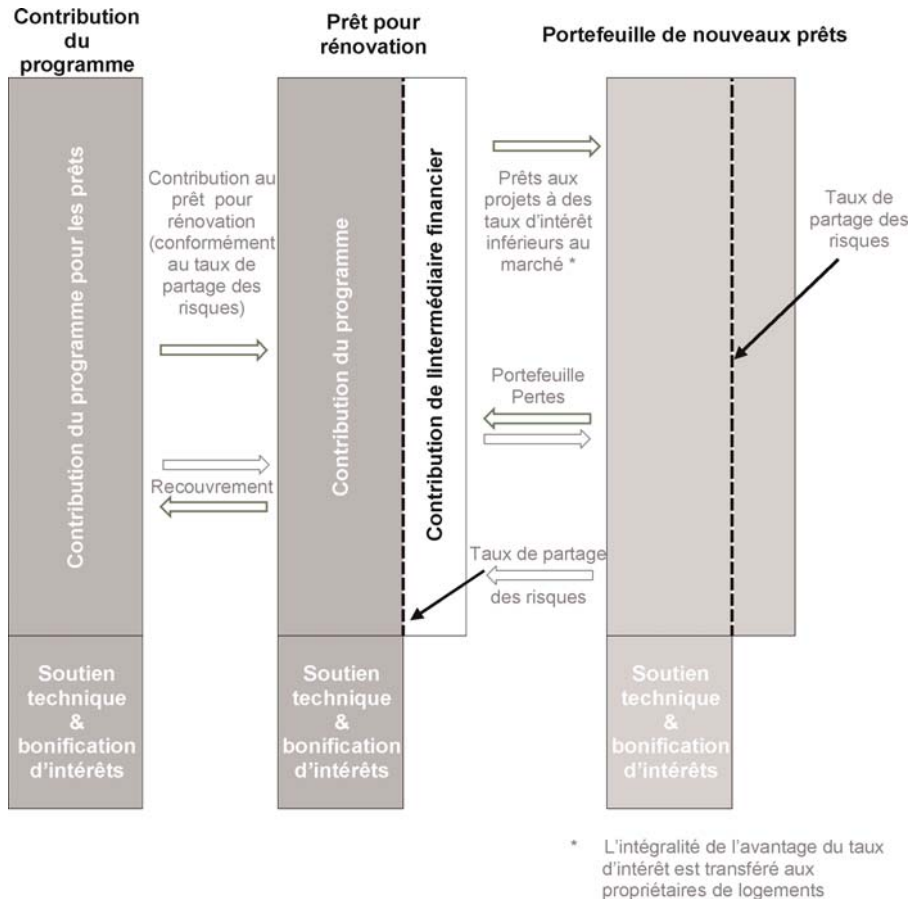 Contribution
du
programme
Prêt pour
rénovation
Portefeuille de nouveaux prêts
Contribution du programme pour les prêts
Contribution au
prêt pour
rénovation
(conformément
au taux de
partage des
risques)
Recouvrement
Contribution du programme
Contribution de lintermédiaire financier
Prêts aux
projets à des
taux d'intérêt
inférieurs au
marché *
Portefeuille
Pertes
Taux de partage
des risques
Taux de
partage des
risques
Soutien
technique
&
bonification
d'intérêts
Soutien
technique
&
bonification
d'intérêts
Soutien
technique
&
bonification
d'intérêts
* L'intégralité de l'avantage du taux
d'intérêt est transféré aux
propriétaires de logements